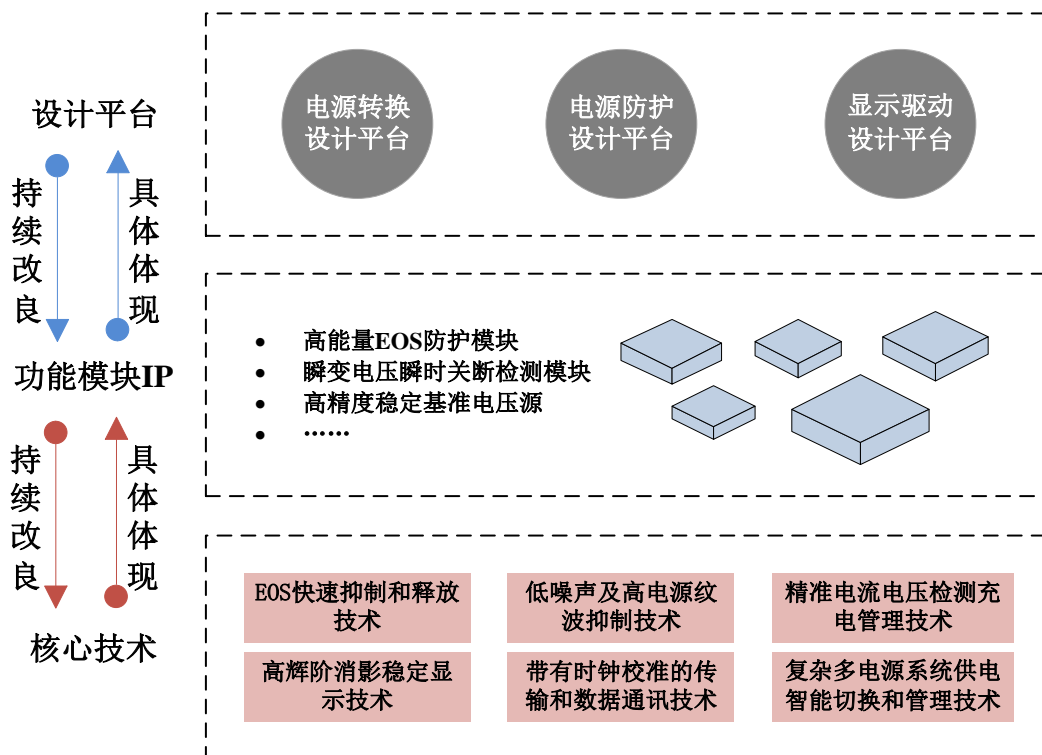 设计平台
持续改良
具体体现
功能模块IP
持续改良
具体体现
核心技术
电源转换
设计平台
电源防护
设计平台
显示驱动
设计平台
• 高能量EOS防护模块
• 瞬变电压瞬时关断检测模块
• 高精度稳定基准电压源
• ……
EOS快速抑制和释放
技术
低噪声及高电源纹
波抑制技术
精准电流电压检测充
电管理技术
高辉阶消影稳定显
示技术
带有时钟校准的传
输和数据通讯技术
复杂多电源系统供电
智能切换和管理技术